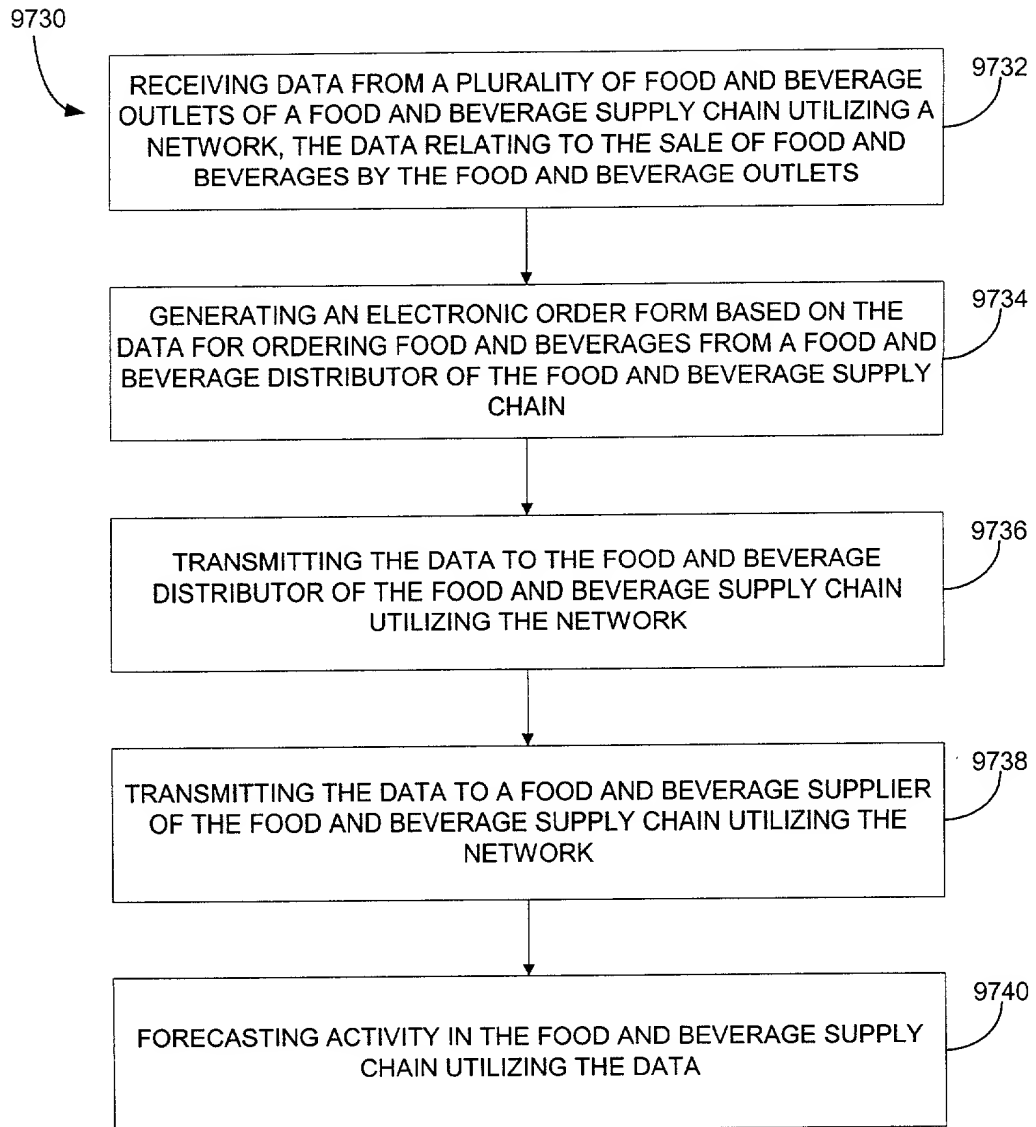 9730
RECEIVING DATA FROM A PLURALITY OF FOOD AND BEVERAGE
OUTLETS OF A FOOD AND BEVERAGE SUPPLY CHAIN UTILIZING A
NETWORK, THE DATA RELATING TO THE SALE OF FOOD AND
BEVERAGES BY THE FOOD AND BEVERAGE OUTLETS
9732
GENERATING AN ELECTRONIC ORDER FORM BASED ON THE
DATA FOR ORDERING FOOD AND BEVERAGES FROM A FOOD AND
BEVERAGE DISTRIBUTOR OF THE FOOD AND BEVERAGE SUPPLY
CHAIN
9734
TRANSMITTING THE DATA TO THE FOOD AND BEVERAGE
DISTRIBUTOR OF THE FOOD AND BEVERAGE SUPPLY CHAIN
UTILIZING THE NETWORK
9736
TRANSMITTING THE DATA TO A FOOD AND BEVERAGE SUPPLIER
OF THE FOOD AND BEVERAGE SUPPLY CHAIN UTILIZING THE
NETWORK
9738
FORECASTING ACTIVITY IN THE FOOD AND BEVERAGE SUPPLY
CHAIN UTILIZING THE DATA
9740